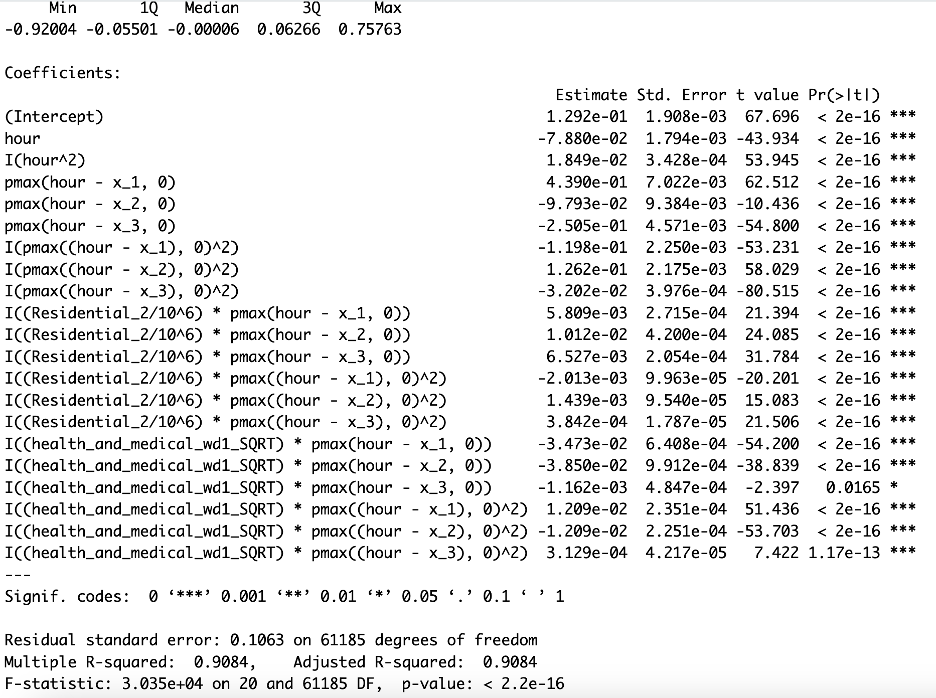 Min 1Q Median 3Q Max
-0.92004 -0.05501 -0.00006 0.06266 0.75763
Coefficients:
Estimate Std. Error t value Pr(>|t|)
(Intercept) 1.292e-01 1.908e-03 67.696 < 2e-16 ***
hour -7.880e-02 1.794e-03 -43.934 < 2e-16 ***
I(hour^2) 1.849e-02 3.428e-04 53.945 < 2e-16 ***
pmax(hour - x_1, 0) 4.390e-01 7.022e-03 62.512 < 2e-16 ***
pmax(hour - x_2, 0) -9.793e-02 9.384e-03 -10.436 < 2e-16 ***
pmax(hour - x_3, 0) -2.505e-01 4.571e-03 -54.800 < 2e-16 ***
I(pmax((hour - x_1), 0)^2) -1.198e-01 2.250e-03 -53.231 < 2e-16 ***
I(pmax((hour - x_2), 0)^2) 1.262e-01 2.175e-03 58.029 < 2e-16 ***
I(pmax((hour - x_3), 0)^2) -3.202e-02 3.976e-04 -80.515 < 2e-16 ***
I((Residential_2/10^6) * pmax(hour - x_1, 0)) 5.809e-03 2.715e-04 21.394 < 2e-16 ***
I((Residential_2/10^6) * pmax(hour - x_2, 0)) 1.012e-02 4.200e-04 24.085 < 2e-16 ***
I((Residential_2/10^6) * pmax(hour - x_3, 0)) 6.527e-03 2.054e-04 31.784 < 2e-16 ***
I((Residential_2/10^6) * pmax((hour - x_1), 0)^2) -2.013e-03 9.963e-05 -20.201 < 2e-16 ***
I((Residential_2/10^6) * pmax((hour - x_2), 0)^2) 1.439e-03 9.540e-05 15.083 < 2e-16 ***
I((Residential_2/10^6) * pmax((hour - x_3), 0)^2) 3.842e-04 1.787e-05 21.506 < 2e-16 ***
I((health_and_medical_wd1_SQRT) * pmax(hour - x_1, 0)) -3.473e-02 6.408e-04 -54.200 < 2e-16 ***
I((health_and_medical_wd1_SQRT) * pmax(hour - x_2, 0)) -3.850e-02 9.912e-04 -38.839 < 2e-16 ***
I((health_and_medical_wd1_SQRT) * pmax(hour - x_3, 0)) -1.162e-03 4.847e-04 -2.397 0.0165 *
I((health_and_medical_wd1_SQRT) * pmax((hour - x_1), 0)^2) 1.209e-02 2.351e-04 51.436 < 2e-16 ***
I((health_and_medical_wd1_SQRT) * pmax((hour - x_2), 0)^2) -1.209e-02 2.251e-04 -53.703 < 2e-16 ***
I((health_and_medical_wd1_SQRT) * pmax((hour - x_3), 0)^2) 3.129e-04 4.217e-05 7.422 1.17e-13 ***
---
Signif. codes: 0 ‘***’ 0.001 ‘**’ 0.01 ‘*’ 0.05 ‘.’ 0.1 ‘ ’ 1
Residual standard error: 0.1063 on 61185 degrees of freedom
Multiple R-squared: 0.9084, Adjusted R-squared: 0.9084
F-statistic: 3.035e+04 on 20 and 61185 DF, p-value: < 2.2e-16